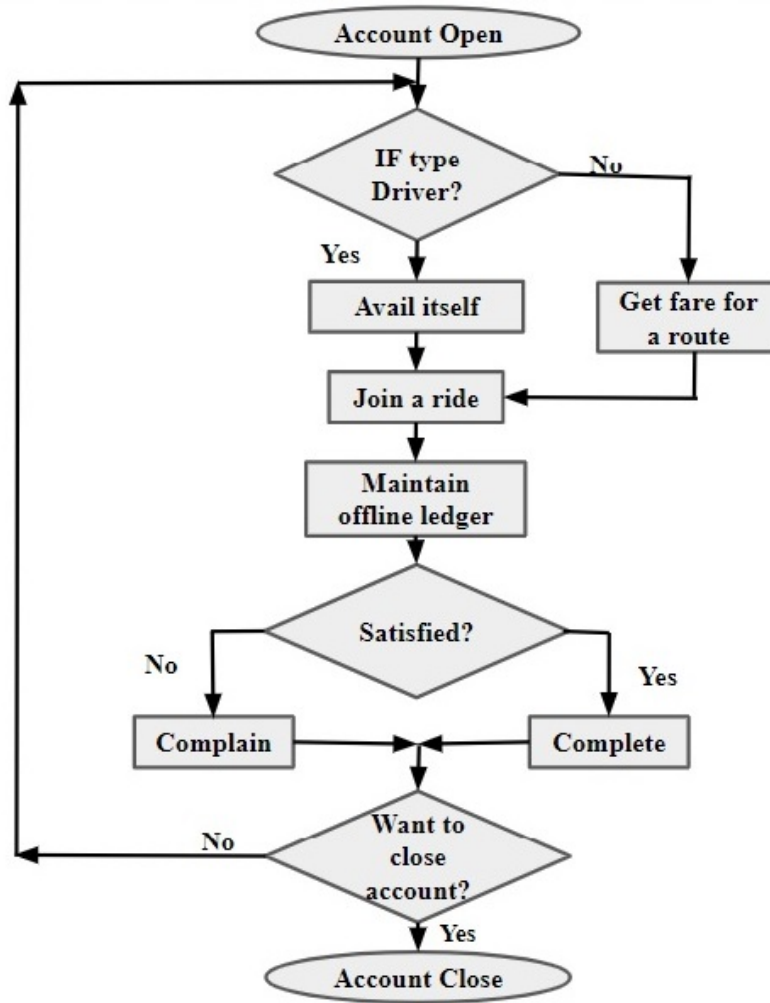 Account Open
IF type
Driver?
No
Yes
Avail itself
Get fare for
a route
Join a ride
Maintain
offline ledger
Satisfied?
No
Yes
Complain
Complete
Want to
close
account?
No
Yes
Account Close